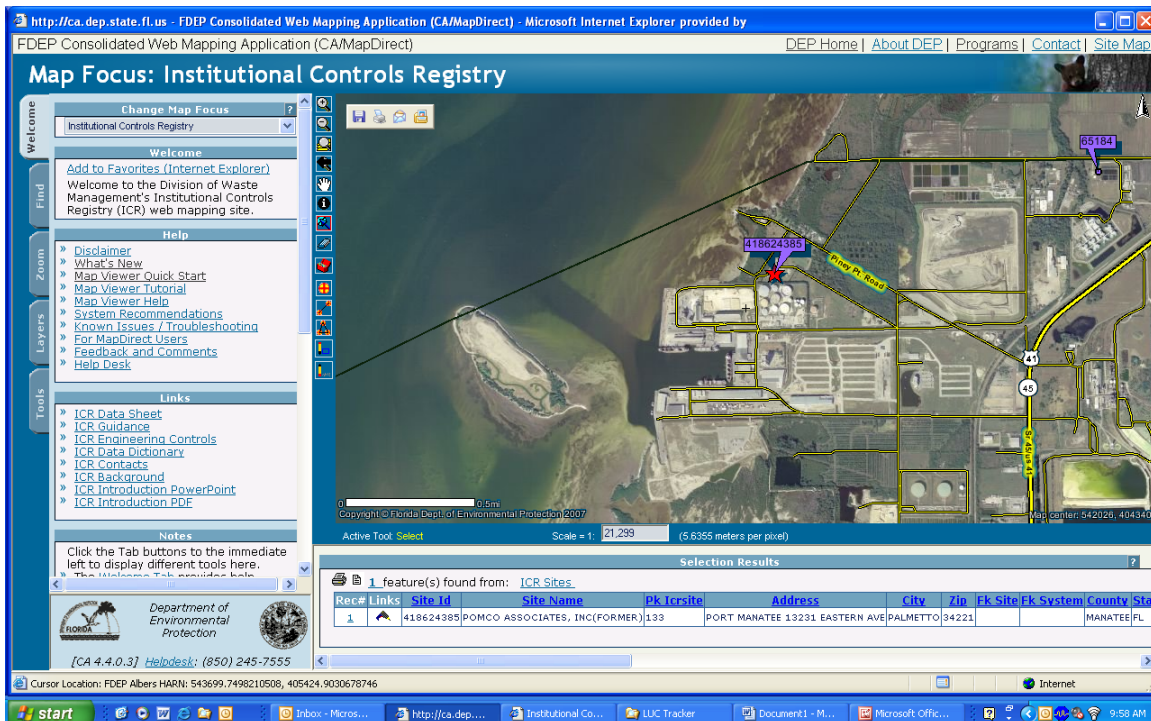 http://ca.dep.state.fl.us - FDEP Consolidated Web Mapping Application (CA/MapDirect) - Microsoft Internet Explorer provided by
FDEP Consolidated Web Mapping Application (CA/MapDirect)
DEP Home | About DEP | Programs | Contact | Site Map
Map Focus: Institutional Controls Registry
Welcome
Find
Zoom
Layers
Tools
Change Map Focus ?
Institutional Controls Registry
Welcome
Add to Favorites (Internet Explorer)
Welcome to the Division of Waste
Management's Institutional Controls
Registry (ICR) web mapping site.
Help
» Disclaimer
» What's New
» Map Viewer Quick Start
» Map Viewer Tutorial
» Map Viewer Help
» System Recommendations
» Known Issues / Troubleshooting
» For MapDirect Users
» Feedback and Comments
» Help Desk
Links
» ICR Data Sheet
» ICR Guidance
» ICR Engineering Controls
» ICR Data Dictionary
» ICR Contacts
» ICR Background
» ICR Introduction PowerPoint
» ICR Introduction PDF
Notes
Click the Tab buttons to the immediate
left to display different tools here.
» The Welcome Tab provides help
FLORIDA
Department of
Environmental
Protection
[CA 4.4.0.3] Helpdesk: (850) 245-7555
65184
418624385
Piney Pt. Road
41
45
Sr 45/us 41
0 0.5mi
Copyright © Florida Dept. of Environmental Protection 2007
Map center: 542026, 404340
Active Tool: Select
Scale = 1: 21,299
(5.6355 meters per pixel)
Selection Results ?
1 feature(s) found from: ICR Sites
Rec# Links Site Id Site Name Pk Icrsite Address City Zip Fk Site Fk System County Sta
1 418624385 POMCO ASSOCIATES, INC(FORMER) 133 PORT MANATEE 13231 EASTERN AVE PALMETTO 34221 MANATEE FL
Cursor Location: FDEP Albers HARN: 543699.7498210508, 405424.9030678746
Internet
start
Inbox - Micros...
http://ca.dep....
Institutional Co...
LUC Tracker
Document1 - M...
Microsoft Offic...
9:58 AM